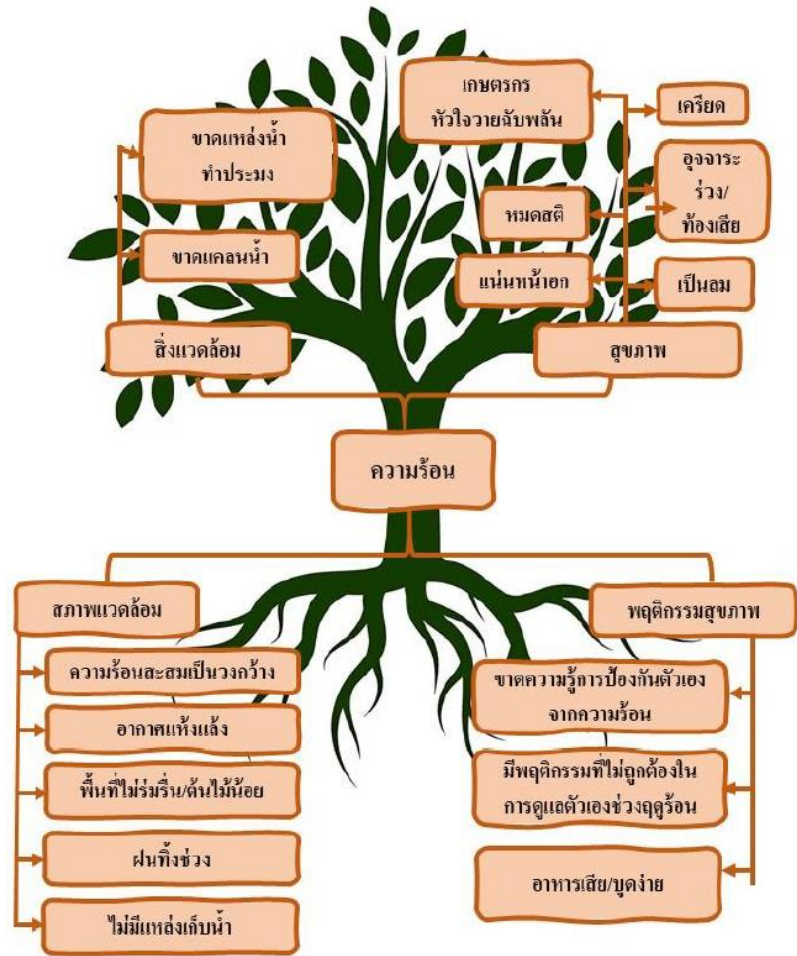 เกษตรกร
หัวใจวายฉับพลัน
เครียด
ขาดแหล่งน้ำ
ทำประมง
อุจจาระ
ร่วง/
ท้องเสีย
หมดสติ
ขาดแคลนน้ำ
แน่นหน้าอก
เป็นลม
สิ่งแวดล้อม
สุขภาพ
ความร้อน
สภาพแวดล้อม
ความร้อนสะสมเป็นวงกว้าง
อากาศแห้งแล้ง
พื้นที่ไม่ร่มรื่น/ต้นไม้น้อย
ฝนทิ้งช่วง
ไม่มีแหล่งเก็บน้ำ
พฤติกรรมสุขภาพ
ขาดความรู้การป้องกันตัวเอง
จากความร้อน
มีพฤติกรรมที่ไม่ถูกต้องใน
การดูแลตัวเองช่วงฤดูร้อน
อาหารเสีย/บูดง่าย